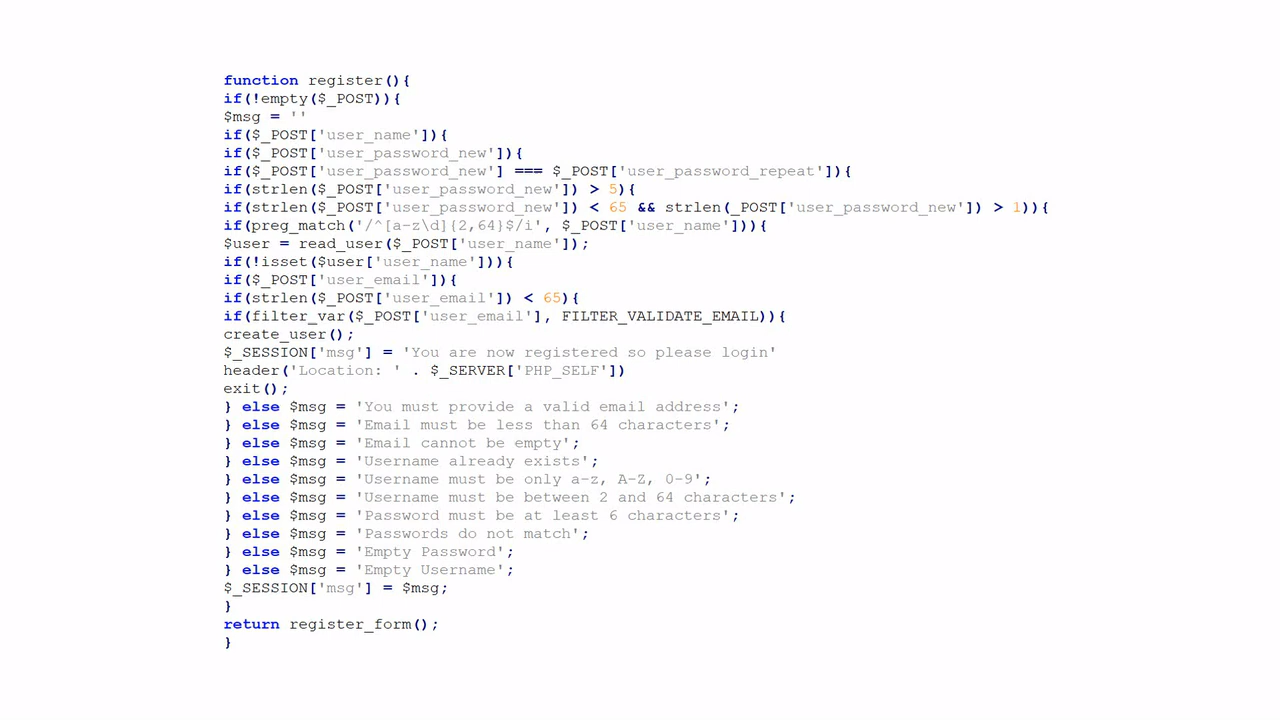 function register(){
if(!empty($_POST)){
$msg = ''
if($_POST['user_name']){
if($_POST['user_password_new']){
if($_POST['user_password_new'] === $_POST['user_password_repeat']){
if(strlen($_POST['user_password_new']) > 5){
if(strlen($_POST['user_password_new']) < 65 && strlen(_POST['user_password_new']) > 1)){
if(preg_match('/^[a-z\d]{2,64}$/i', $_POST['user_name'])){
$user = read_user($_POST['user_name']);
if(!isset($user['user_name'])){
if($_POST['user_email']){
if(strlen($_POST['user_email']) < 65){
if(filter_var($_POST['user_email'], FILTER_VALIDATE_EMAIL)){
create_user();
$_SESSION['msg'] = 'You are now registered so please login'
header('Location: ' . $_SERVER['PHP_SELF'])
exit();
} else $msg = 'You must provide a valid email address';
} else $msg = 'Email must be less than 64 characters';
} else $msg = 'Email cannot be empty';
} else $msg = 'Username already exists';
} else $msg = 'Username must be only a-z, A-Z, 0-9';
} else $msg = 'Username must be between 2 and 64 characters';
} else $msg = 'Password must be at least 6 characters';
} else $msg = 'Passwords do not match';
} else $msg = 'Empty Password';
} else $msg = 'Empty Username';
$_SESSION['msg'] = $msg;
}
return register_form();
}